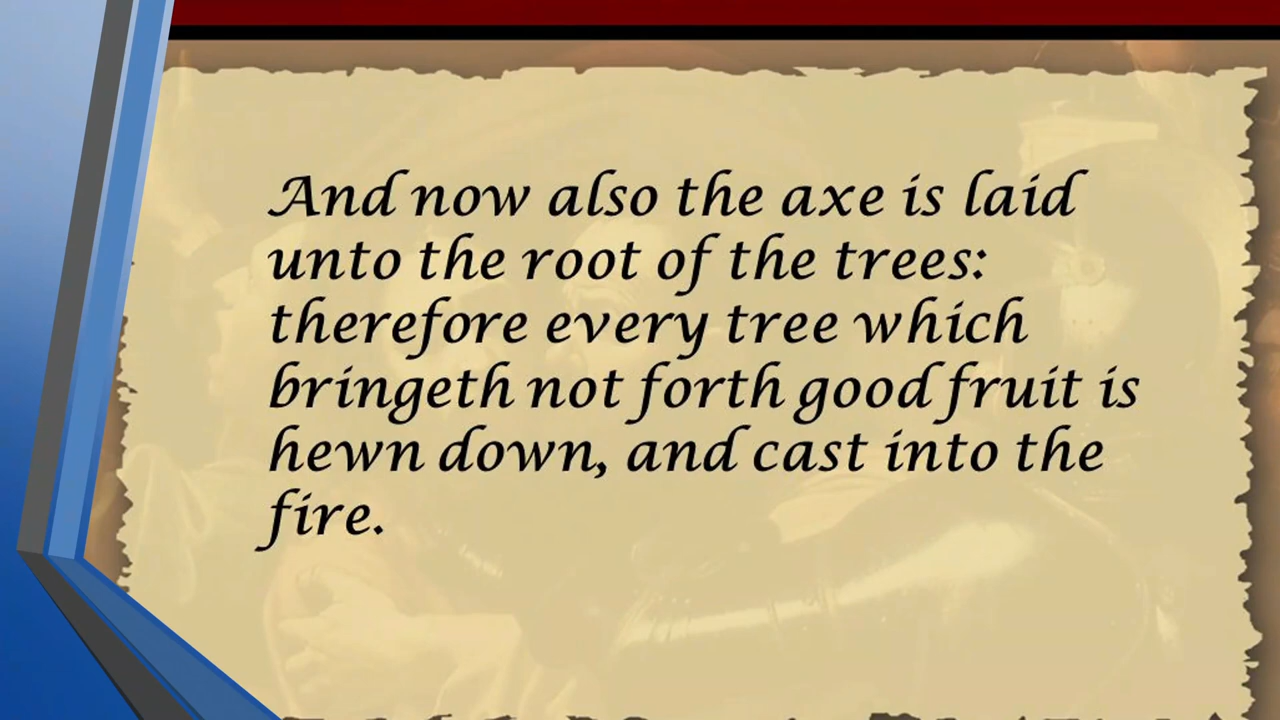 And now also the axe is laid
unto the root of the trees:
therefore every tree which
bringeth not forth good fruit is
hewn down, and cast into the
fire.